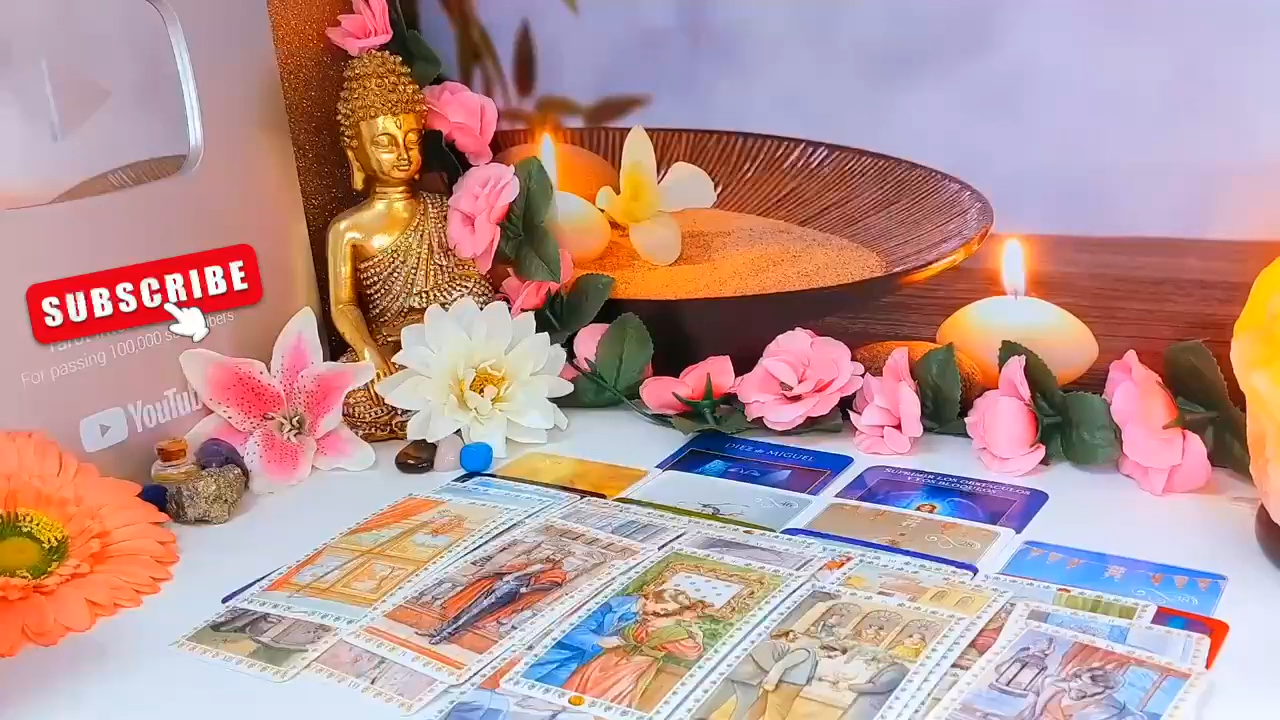 SUBSCRIBE
For passing 100,000 subscribers
YouTube
DIEZ de MIGUEL
SUPRIMIR LOS OBSTÁCULOS
Y LOS BLOQUEOS